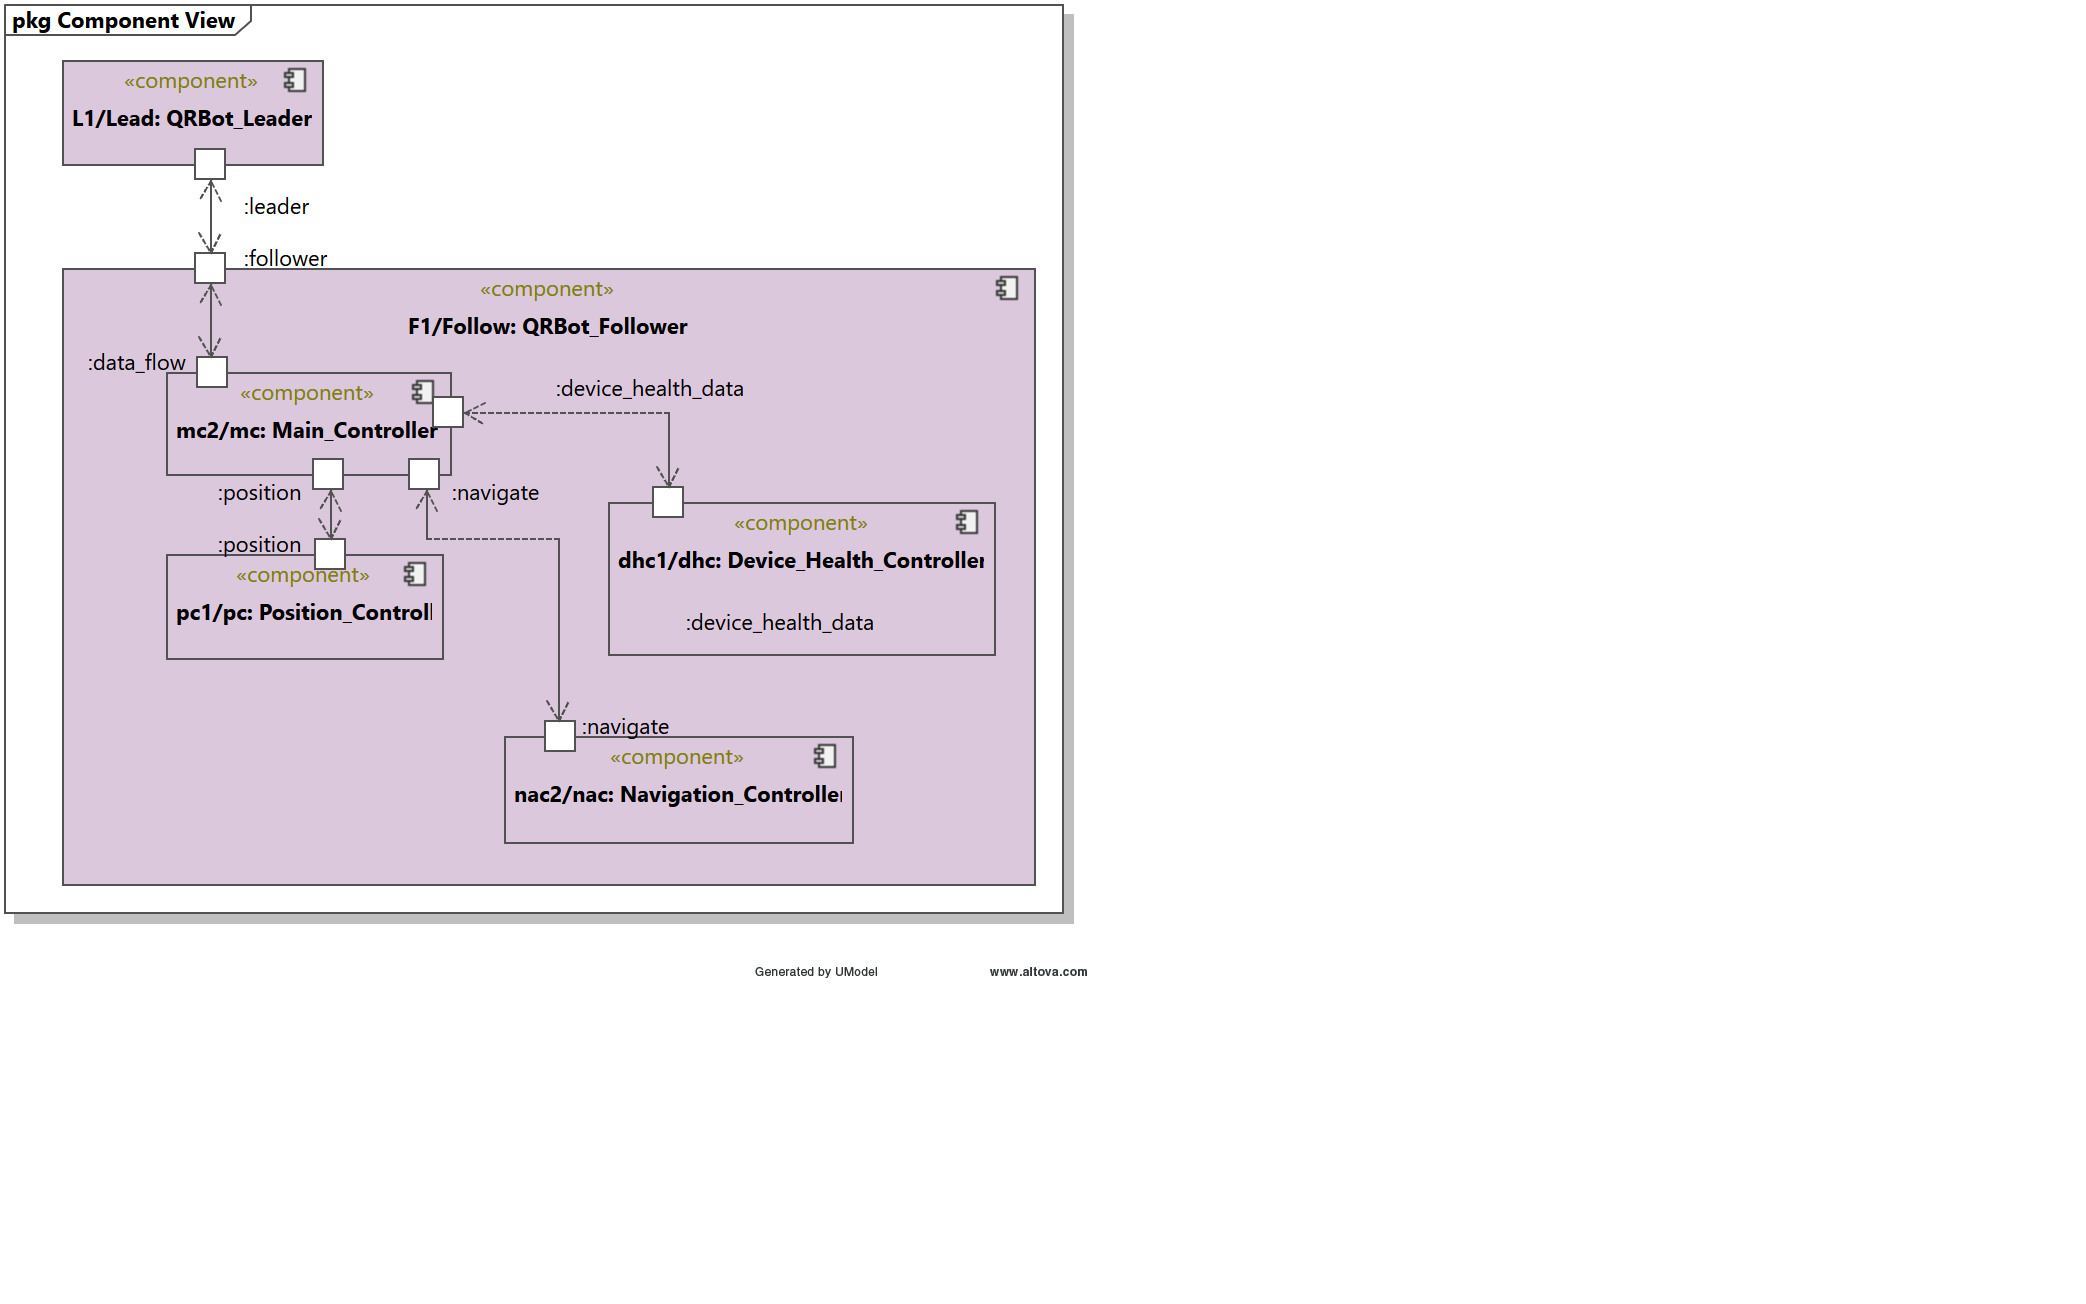 pkg Component View
«component»
L1/Lead: QRBot_Leader
:leader
:follower
«component»
F1/Follow: QRBot_Follower
:data_flow
«component»
mc2/mc: Main_Controller
:device_health_data
:position
:navigate
:position
«component»
pc1/pc: Position_Control
«component»
dhc1/dhc: Device_Health_Controller
:device_health_data
:navigate
«component»
nac2/nac: Navigation_Controller
Generated by UModel
www.altova.com